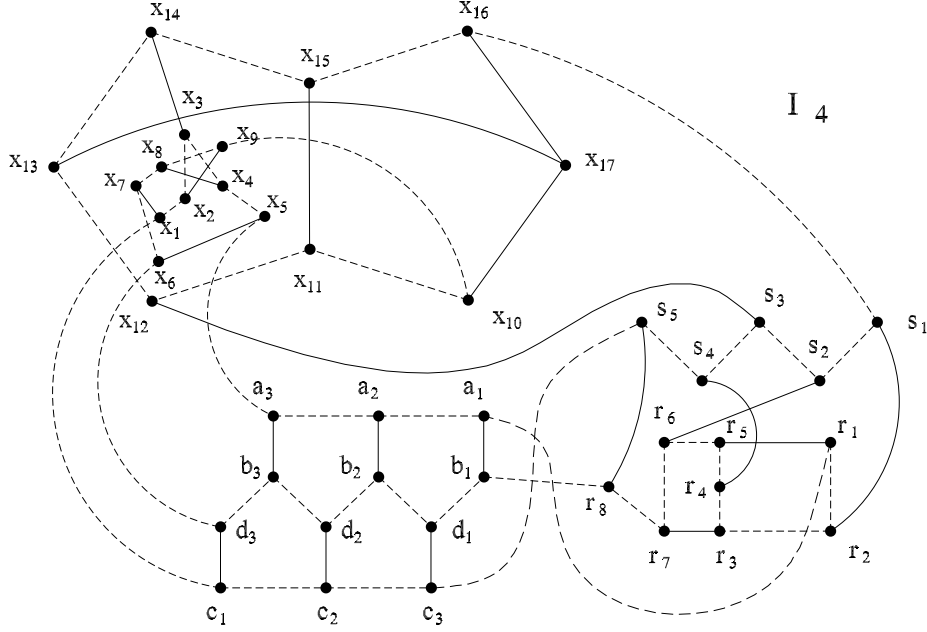 x14 x16
x15
I 4
x3
x9
x8
x13 x17
x7 x4
x2 x5
x1
x6
x11
x12 x10
s5 s3 s1
s4 s2
a3 a2 a1
r6 r5 r1
b3 b2 b1
r4
r8
d3 d2 d1
r7 r3 r2
c1 c2 c3